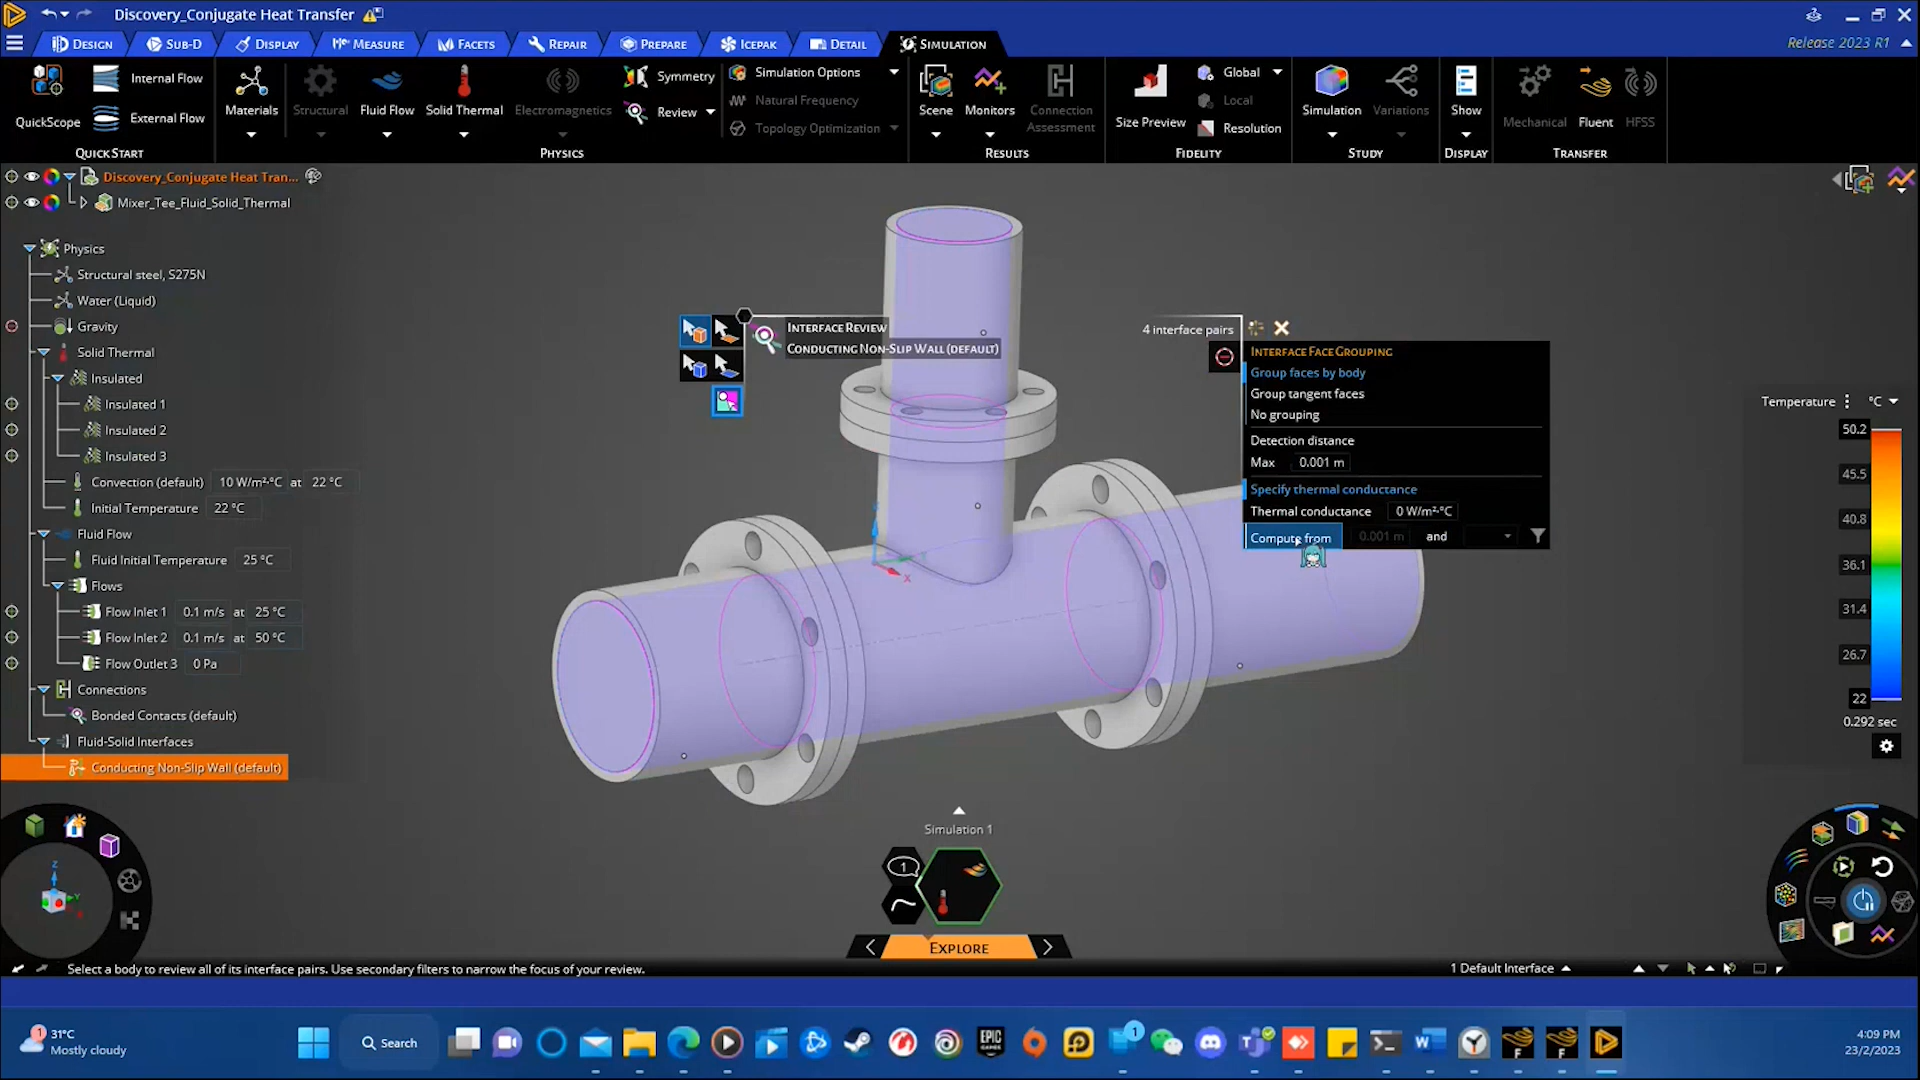 Discovery_Conjugate Heat Transfer
DESIGN
SUB-D
DISPLAY
MEASURE
FACETS
REPAIR
PREPARE
ICEPAK
DETAIL
SIMULATION
Release 2023 R1
QuickScope
Internal Flow
External Flow
QUICKSTART
Materials
Structural
Fluid Flow
Solid Thermal
Electromagnetics
Symmetry
Review
Simulation Options
Natural Frequency
Topology Optimization
PHYSICS
Scene
Monitors
Connection
Assessment
RESULTS
Size Preview
Global
Local
Resolution
FIDELITY
Simulation
Variations
STUDY
Show
DISPLAY
Mechanical
Fluent
HFSS
TRANSFER
Discovery_Conjugate Heat Tran...
Mixer_Tee_Fluid_Solid_Thermal
Physics
Structural steel, S275N
Water (Liquid)
Gravity
Solid Thermal
Insulated
Insulated 1
Insulated 2
Insulated 3
Convection (default) 10 W/m²·°C at 22 °C
Initial Temperature 22 °C
Fluid Flow
Fluid Initial Temperature 25 °C
Flows
Flow Inlet 1 0.1 m/s at 25 °C
Flow Inlet 2 0.1 m/s at 50 °C
Flow Outlet 3 0 Pa
Connections
Bonded Contacts (default)
Fluid-Solid Interfaces
Conducting Non-Slip Wall (default)
INTERFACE REVIEW
CONDUCTING NON-SLIP WALL (DEFAULT)
4 interface pairs
INTERFACE FACE GROUPING
Group faces by body
Group tangent faces
No grouping
Detection distance
Max 0.001 m
Specify thermal conductance
Thermal conductance 0 W/m²·°C
Compute from 0.001 m and
Temperature °C
50.2
45.5
40.8
36.1
31.4
26.7
22
0.292 sec
Z
Y
X
Z
Y
Simulation 1
1
EXPLORE
Select a body to review all of its interface pairs. Use secondary filters to narrow the focus of your review.
1 Default Interface
1
31°C
Mostly cloudy
Search
EPIC
GAMES
1
W
F
F
4:09 PM
23/2/2023